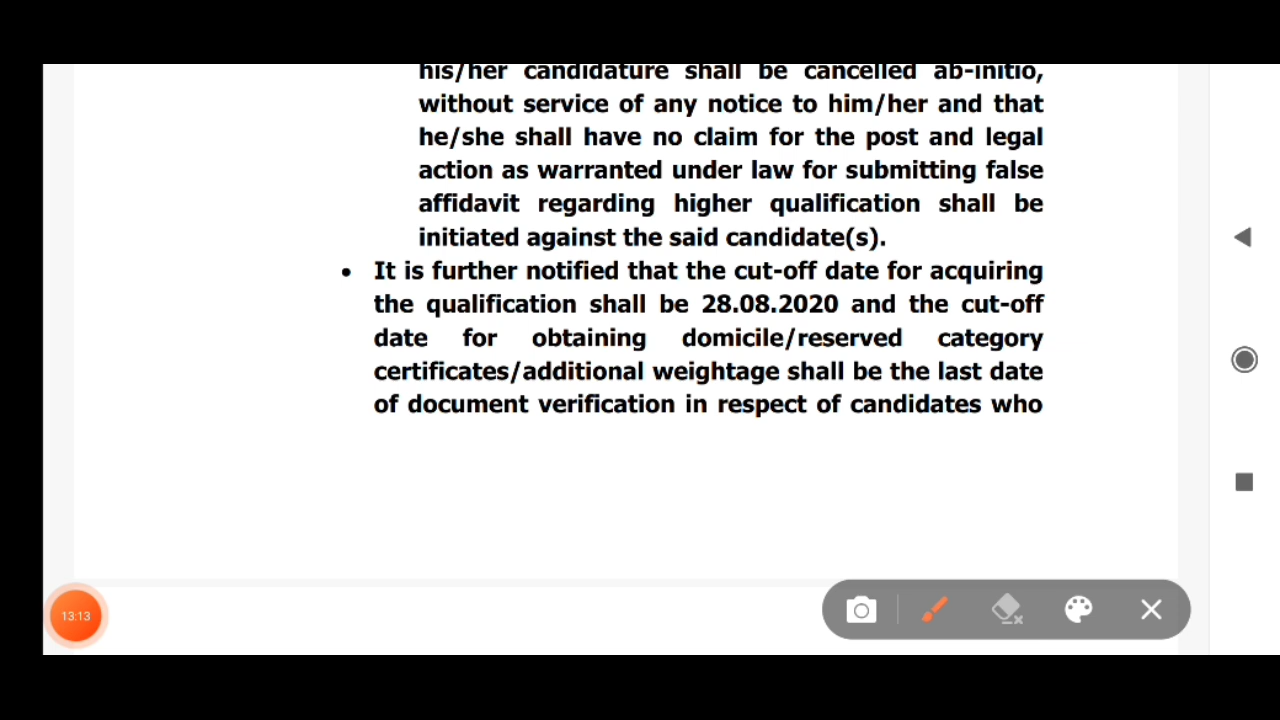 his/her candidature shall be cancelled ab-initio,
without service of any notice to him/her and that
he/she shall have no claim for the post and legal
action as warranted under law for submitting false
affidavit regarding higher qualification shall be
initiated against the said candidate(s).
• It is further notified that the cut-off date for acquiring
the qualification shall be 28.08.2020 and the cut-off
date for obtaining domicile/reserved category
certificates/additional weightage shall be the last date
of document verification in respect of candidates who
13:13